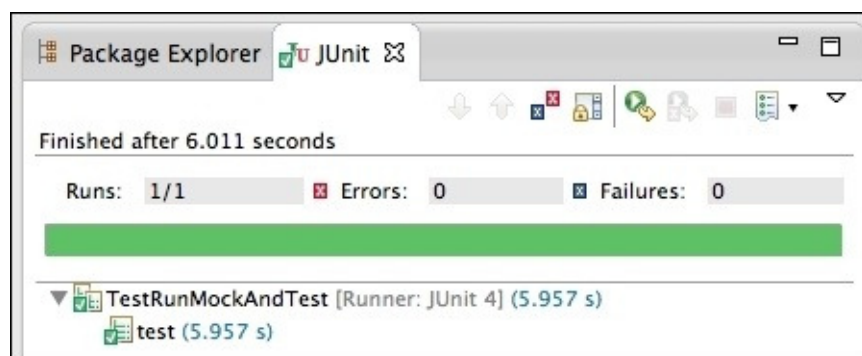 Package Explorer JUnit
Finished after 6.011 seconds
Runs: 1/1 Errors: 0 Failures: 0
TestRunMockAndTest [Runner: JUnit 4] (5.957 s)
test (5.957 s)